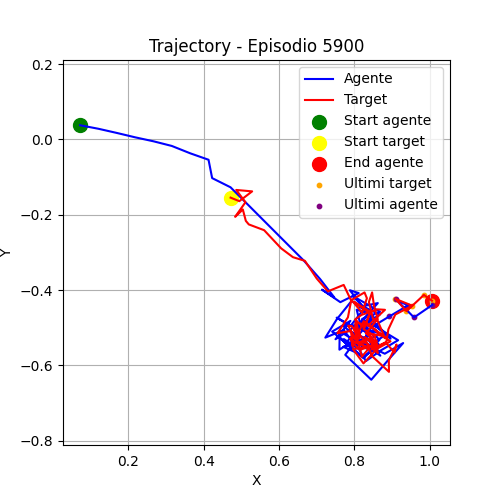 Trajectory - Episodio 5900
0.2
0.0
−0.2
−0.4
−0.6
−0.8
Y
Agente
Target
Start agente
Start target
End agente
Ultimi target
Ultimi agente
0.2
0.4
0.6
0.8
1.0
X